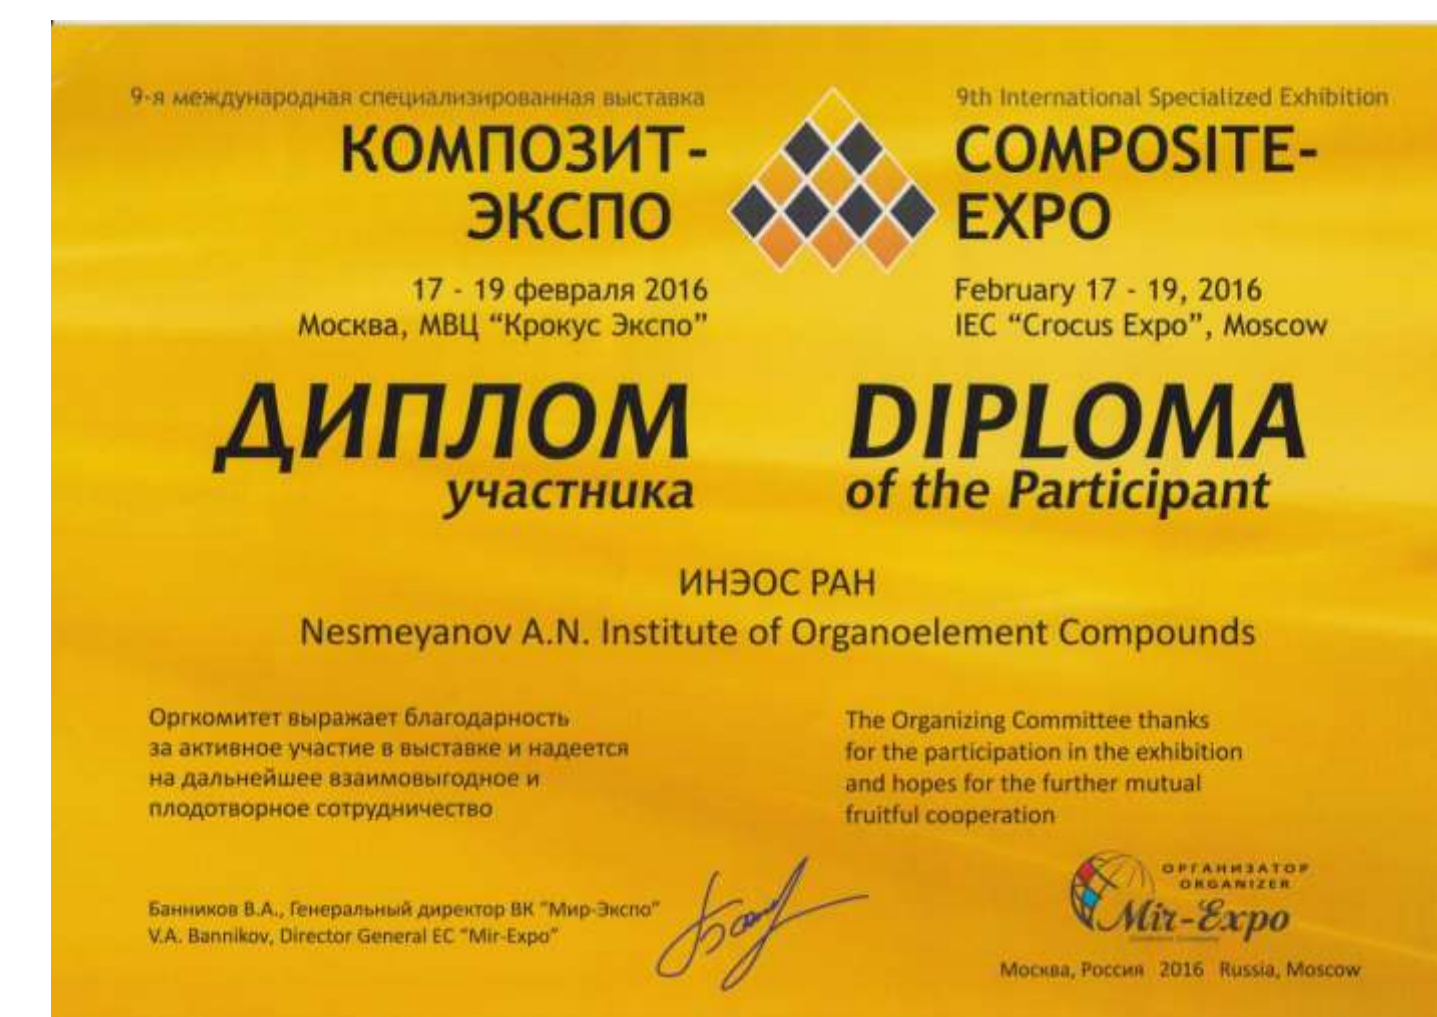 9-я международная специализированная выставка
КОМПОЗИТ-
ЭКСПО
17 - 19 февраля 2016
Москва, МВЦ “Крокус Экспо”
9th International Specialized Exhibition
COMPOSITE-
EXPO
February 17 - 19, 2016
IEC “Crocus Expo”, Moscow
ДИПЛОМ
участника
DIPLOMA
of the Participant
ИНЭОС РАН
Nesmeyanov A.N. Institute of Organoelement Compounds
Оргкомитет выражает благодарность
за активное участие в выставке и надеется
на дальнейшее взаимовыгодное и
плодотворное сотрудничество
The Organizing Committee thanks
for the participation in the exhibition
and hopes for the further mutual
fruitful cooperation
Банников В.А., Генеральный директор ВК “Мир-Экспо”
V.A. Bannikov, Director General EC “Mir-Expo”
ОРГАНИЗАТОР
ORGANIZER
Mir-Expo
Москва, Россия 2016 Russia, Moscow